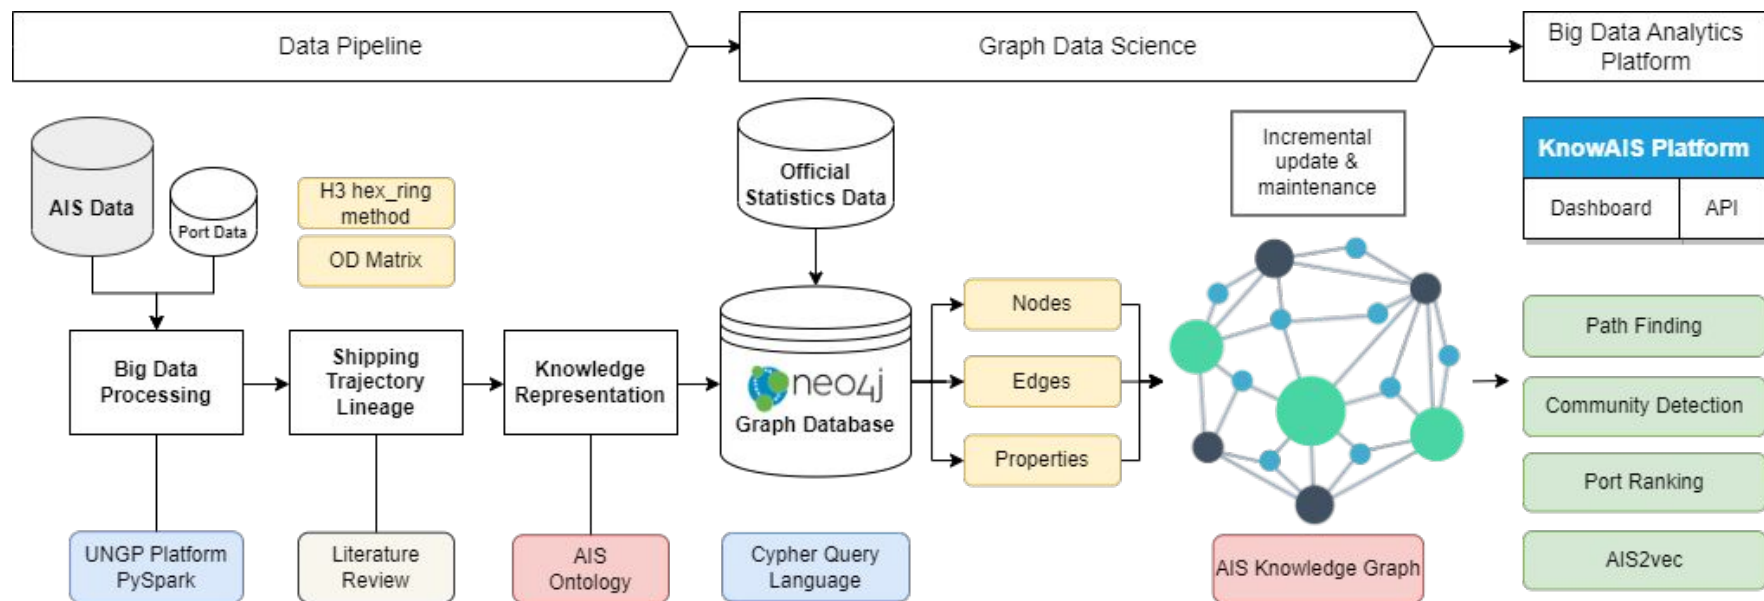 Data Pipeline
Graph Data Science
Big Data Analytics
Platform
AIS Data
Port Data
H3 hex_ring
method
OD Matrix
Official
Statistics Data
Incremental
update &
maintenance
KnowAIS Platform
Dashboard
API
Big Data
Processing
Shipping
Trajectory
Lineage
Knowledge
Representation
neo4j
Graph Database
Nodes
Edges
Properties
Path Finding
Community Detection
Port Ranking
AIS2vec
UNGP Platform
PySpark
Literature
Review
AIS
Ontology
Cypher Query
Language
AIS Knowledge Graph